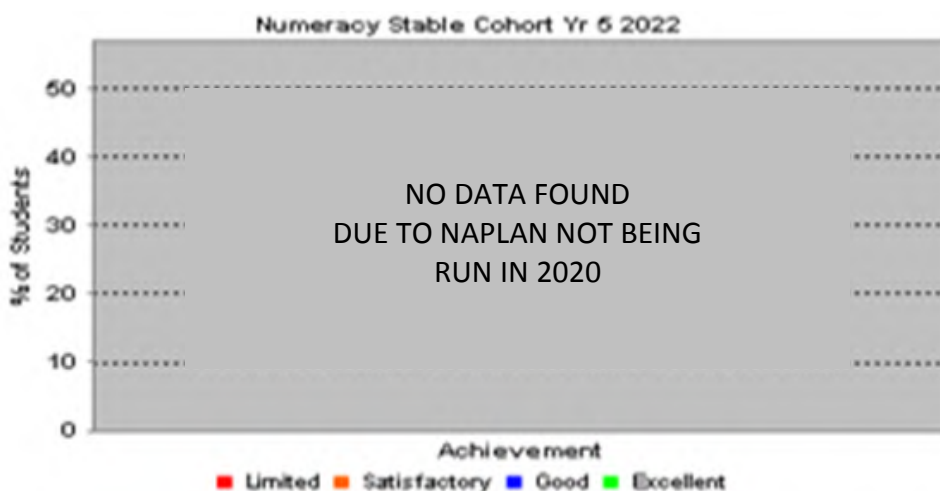 Numeracy Stable Cohort Yr 5 2022
% of Students
50
40
30
20
10
0
NO DATA FOUND
DUE TO NAPLAN NOT BEING
RUN IN 2020
Achievement
Limited Satisfactory Good Excellent